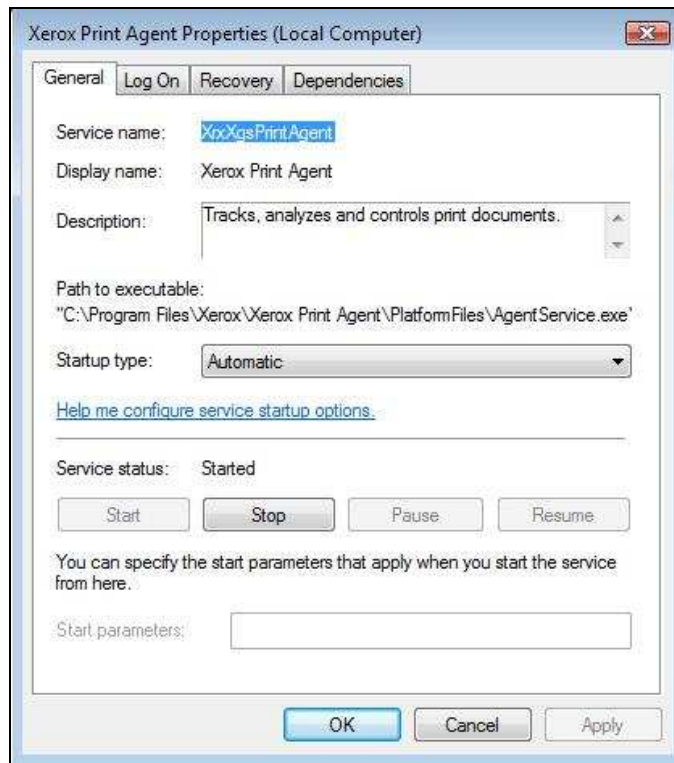 Xerox Print Agent Properties (Local Computer)
General Log On Recovery Dependencies
Service name: XrxXgsPrintAgent
Display name: Xerox Print Agent
Description: Tracks, analyzes and controls print documents.
Path to executable:
"C:\Program Files\Xerox\Xerox Print Agent\PlatformFiles\AgentService.exe"
Startup type: Automatic
Help me configure service startup options.
Service status: Started
Start Stop Pause Resume
You can specify the start parameters that apply when you start the service
from here.
Start parameters:
OK Cancel Apply